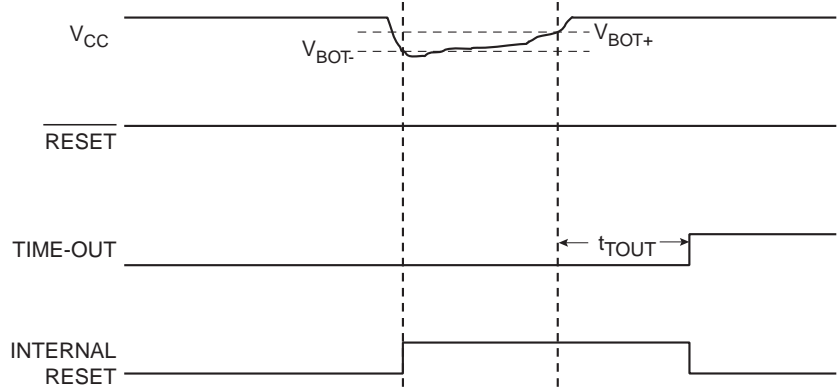 VCC
VBOT-
VBOT+
RESET
TIME-OUT
tTOUT
INTERNAL
RESET